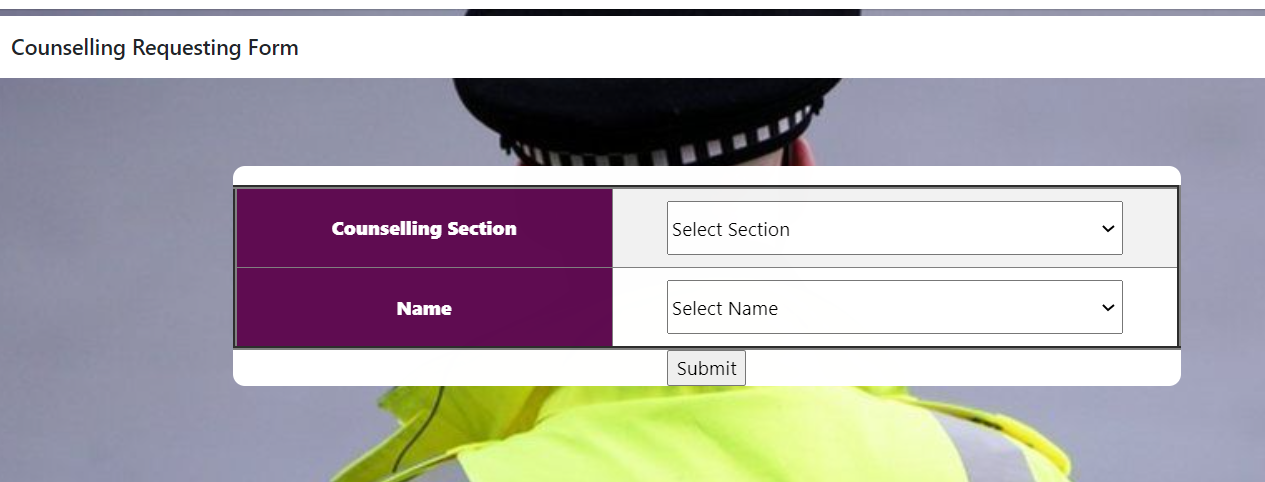 Counselling Requesting Form
Counselling Section
Select Section
Name
Select Name
Submit